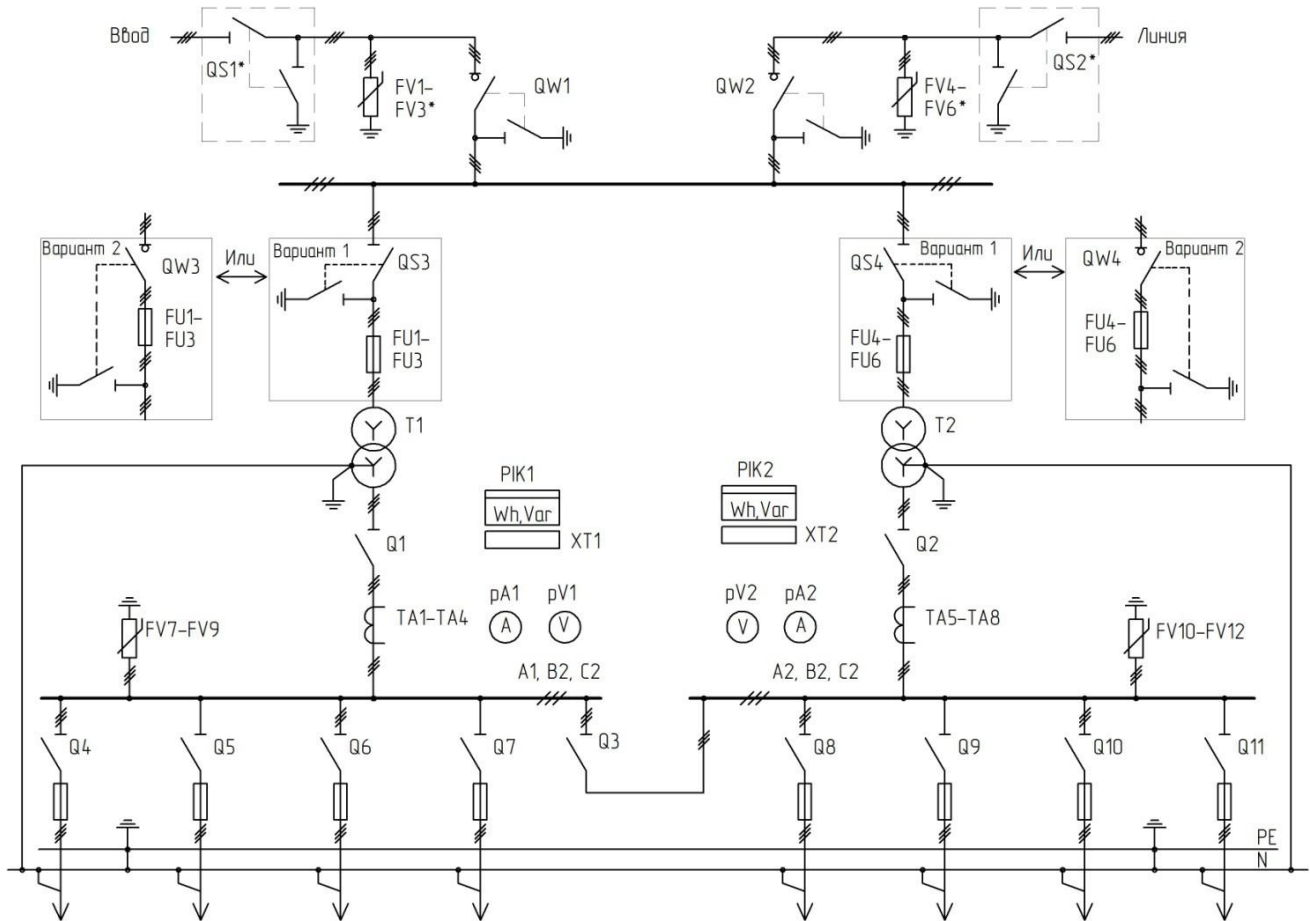 Ввод
QS1*
FV1-
FV3*
QW1
QW2
FV4-
FV6*
QS2*
Линия
Вариант 2
QW3
FU1-
FU3
Или
Вариант 1
QS3
FU1-
FU3
Вариант 1
QS4
FU4-
FU6
Или
Вариант 2
QW4
FU4-
FU6
T1
T2
PIK1
Wh,Var
XT1
PIK2
Wh,Var
XT2
Q1
Q2
TA1-TA4
pA1
A
pV1
V
pV2
V
pA2
A
TA5-TA8
FV7-FV9
FV10-FV12
A1, B2, C2
A2, B2, C2
Q4
Q5
Q6
Q7
Q3
Q8
Q9
Q10
Q11
PE
N